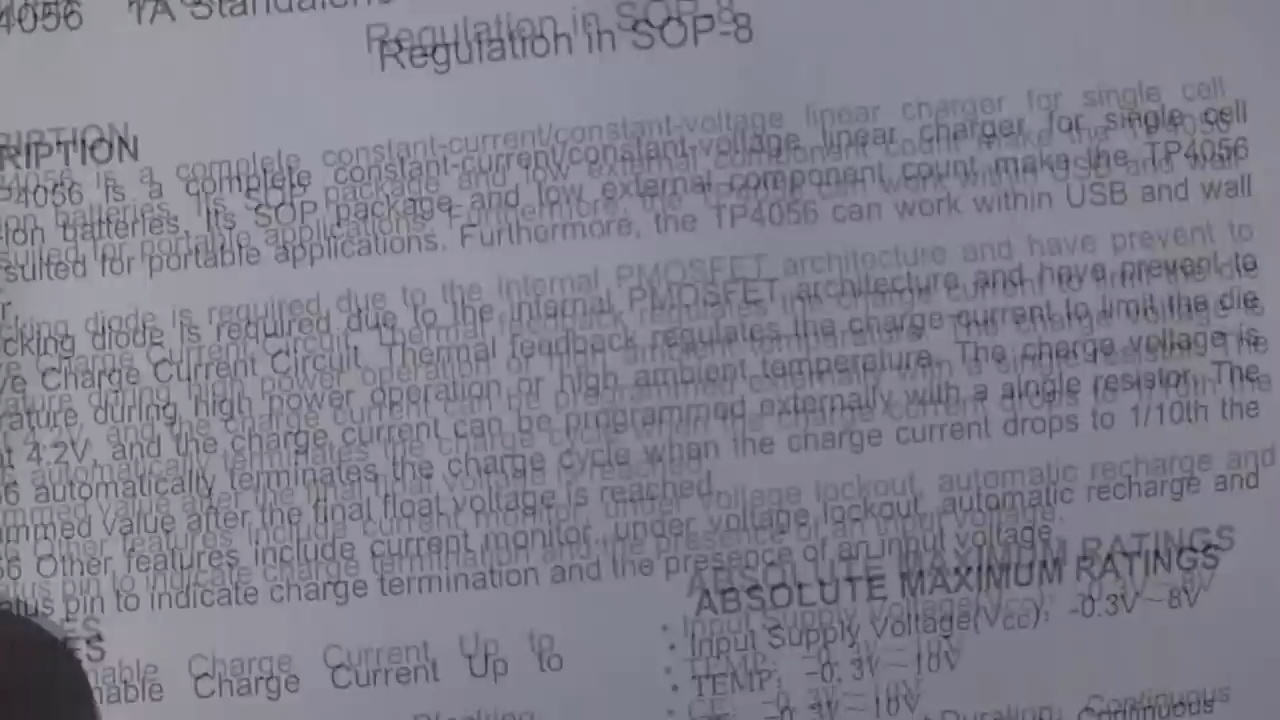 4056 1A Standalone
Regulation in SOP-8
RIPTION
4056 is a complete constant-current/constant-voltage linear charger for single cell
-ion batteries. Its SOP package and low external component count make the TP4056
suited for portable applications. Furthermore, the TP4056 can work within USB and wall
r.
cking diode is required due to the internal PMOSFET architecture and have prevent to
ve Charge Current Circuit. Thermal feedback regulates the charge current to limit the die
rature during high power operation or high ambient temperature. The charge voltage is
at 4.2V, and the charge current can be programmed externally with a single resistor. The
6 automatically terminates the charge cycle when the charge current drops to 1/10th the
ammed value after the final float voltage is reached.
6 Other features include current monitor, under voltage lockout, automatic recharge and
atus pin to indicate charge termination and the presence of an input voltage.
ES
ABSOLUTE MAXIMUM RATINGS
mable Charge Current Up to
· Input Supply Voltage(Vcc): -0.3V~8V
· TEMP: -0.3V~10V
· CE: -0.3V~10V
Duration: Continuous